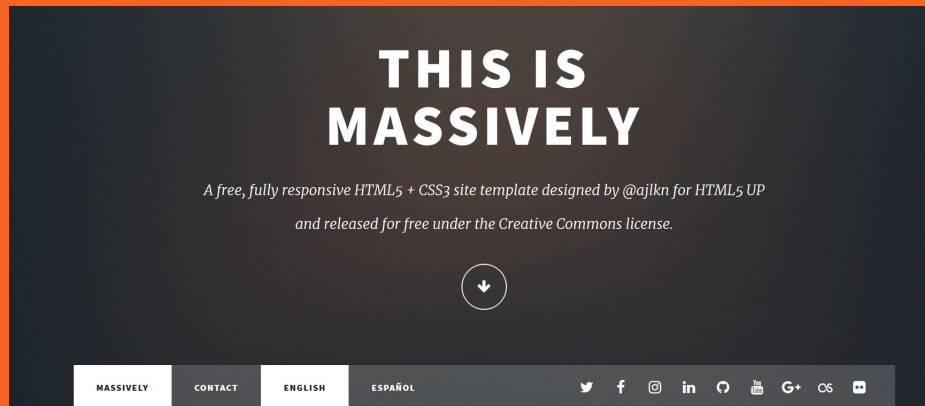 THIS IS
MASSIVELY
A free, fully responsive HTML5 + CSS3 site template designed by @ajlkn for HTML5 UP
and released for free under the Creative Commons license.
MASSIVELY CONTACT ENGLISH ESPAÑOL